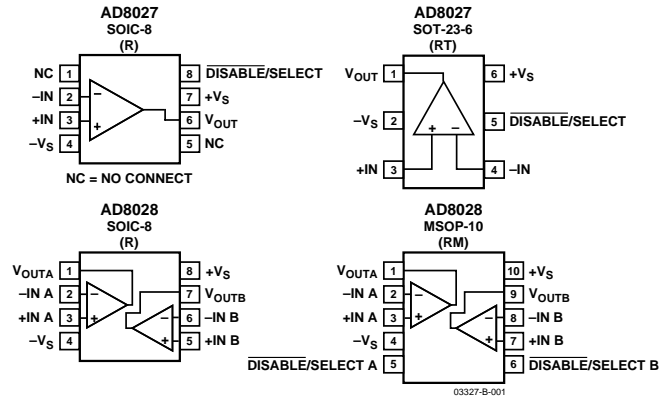 AD8027
SOIC-8
(R)
NC 1
8 DISABLE/SELECT
–IN 2
7 +VS
+IN 3
6 VOUT
–VS 4
5 NC
NC = NO CONNECT
AD8027
SOT-23-6
(RT)
VOUT 1
6 +VS
–VS 2
5 DISABLE/SELECT
+IN 3
4 –IN
– + + –
AD8028
SOIC-8
(R)
VOUTA 1
8 +VS
–IN A 2
7 VOUTB
+IN A 3
6 –IN B
–VS 4
5 +IN B
– + – +
AD8028
MSOP-10
(RM)
VOUTA 1
10 +VS
–IN A 2
9 VOUTB
+IN A 3
8 –IN B
–VS 4
7 +IN B
DISABLE/SELECT A 5
6 DISABLE/SELECT B
– + – +
03327-B-001